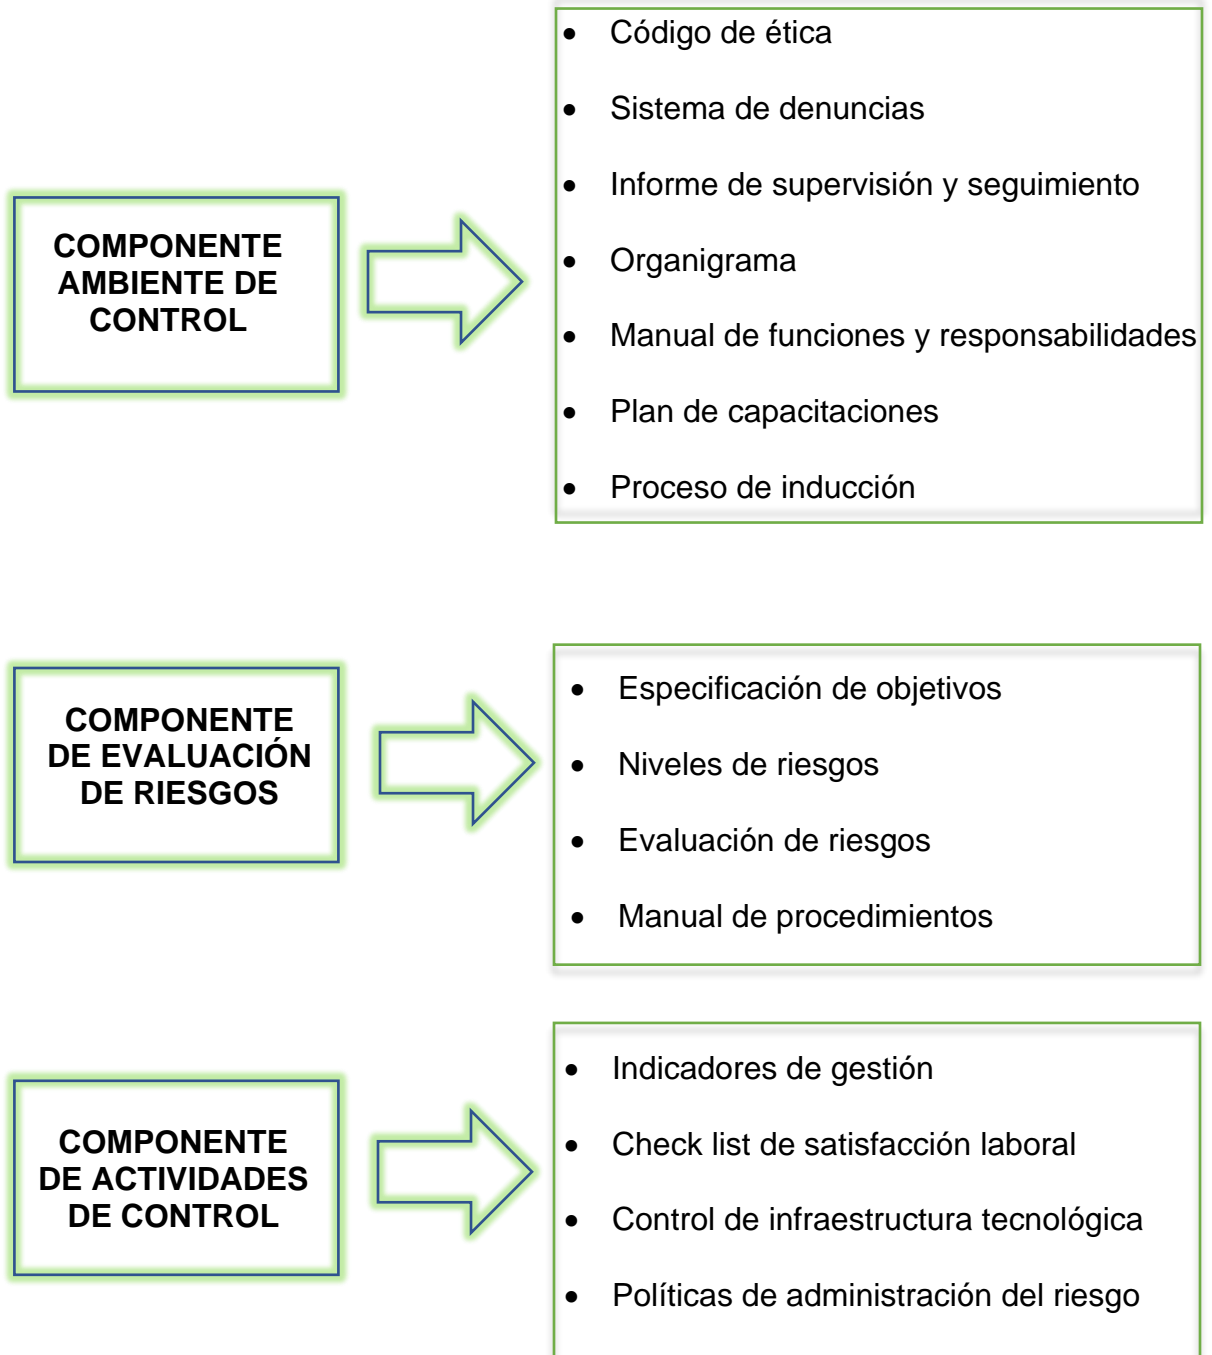 COMPONENTE
AMBIENTE DE
CONTROL
• Código de ética
• Sistema de denuncias
• Informe de supervisión y seguimiento
• Organigrama
• Manual de funciones y responsabilidades
• Plan de capacitaciones
• Proceso de inducción
COMPONENTE
DE EVALUACIÓN
DE RIESGOS
• Especificación de objetivos
• Niveles de riesgos
• Evaluación de riesgos
• Manual de procedimientos
COMPONENTE
DE ACTIVIDADES
DE CONTROL
• Indicadores de gestión
• Check list de satisfacción laboral
• Control de infraestructura tecnológica
• Políticas de administración del riesgo